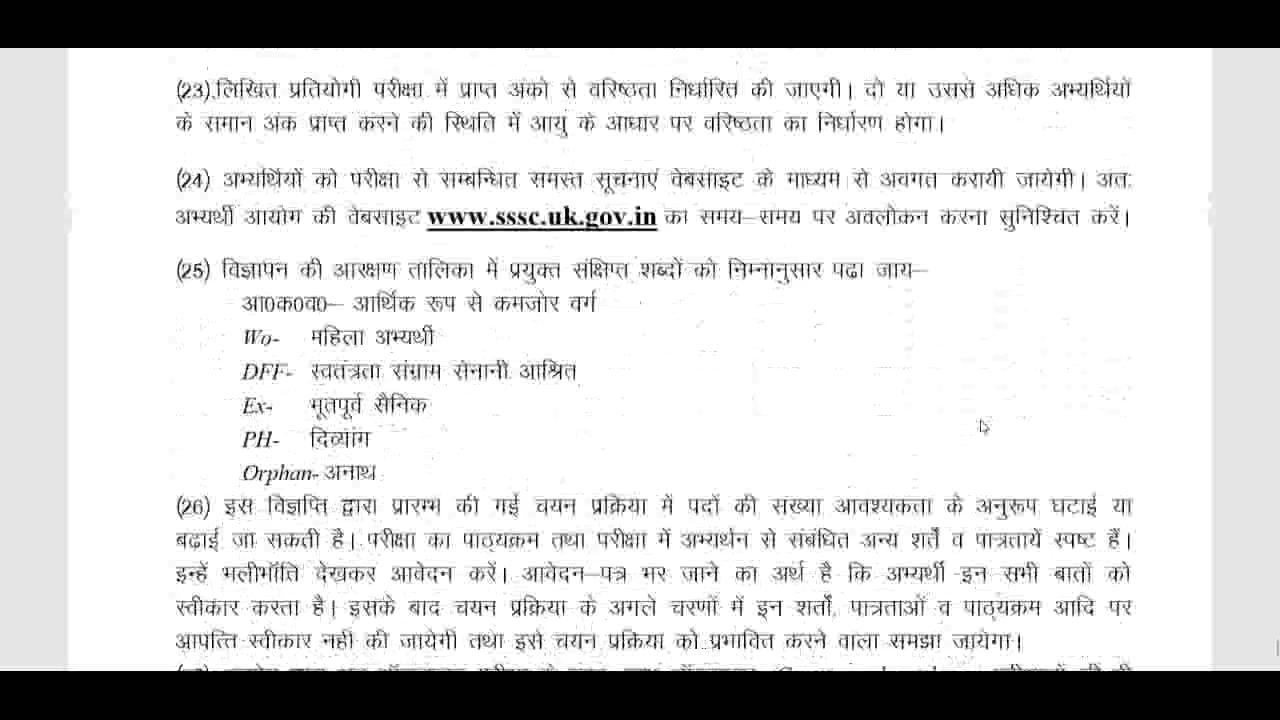 (23).लिखित प्रतियोगी परीक्षा में प्राप्त अंको से वरिष्ठता निर्धारित की जाएगी। दो या उससे अधिक अभ्यर्थियों
के समान अंक प्राप्त करने की स्थिति में आयु के आधार पर वरिष्ठता का निर्धारण होगा।
(24) अभ्यर्थियों को परीक्षा से सम्बन्धित समस्त सूचनाएं वेबसाइट के माध्यम से अवगत करायी जायेगी। अतः
अभ्यर्थी आयोग की वेबसाइट www.sssc.uk.gov.in का समय–समय पर अवलोकन करना सुनिश्चित करें।
(25) विज्ञापन की आरक्षण तालिका में प्रयुक्त संक्षिप्त शब्दों को निम्नानुसार पढा जाय–
आ0क0व0– आर्थिक रूप से कमजोर वर्ग
Wo- महिला अभ्यर्थी
DFF- स्वतंत्रता संग्राम सेनानी आश्रित
Ex- भूतपूर्व सैनिक
PH- दिव्यांग
Orphan- अनाथ
(26) इस विज्ञप्ति द्वारा प्रारम्भ की गई चयन प्रक्रिया में पदों की संख्या आवश्यकता के अनुरूप घटाई या
बढ़ाई जा सकती है। परीक्षा का पाठ्यक्रम तथा परीक्षा में अभ्यर्थन से संबंधित अन्य शर्तें व पात्रतायें स्पष्ट हैं।
इन्हें भलीभॉति देखकर आवेदन करें। आवेदन–पत्र भर जाने का अर्थ है कि अभ्यर्थी इन सभी बातों को
स्वीकार करता है। इसके बाद चयन प्रक्रिया के अगले चरणों में इन शर्तों, पात्रताओं व पाठ्यक्रम आदि पर
आपत्ति स्वीकार नही की जायेगी तथा इसे चयन प्रक्रिया को प्रभावित करने वाला समझा जायेगा।